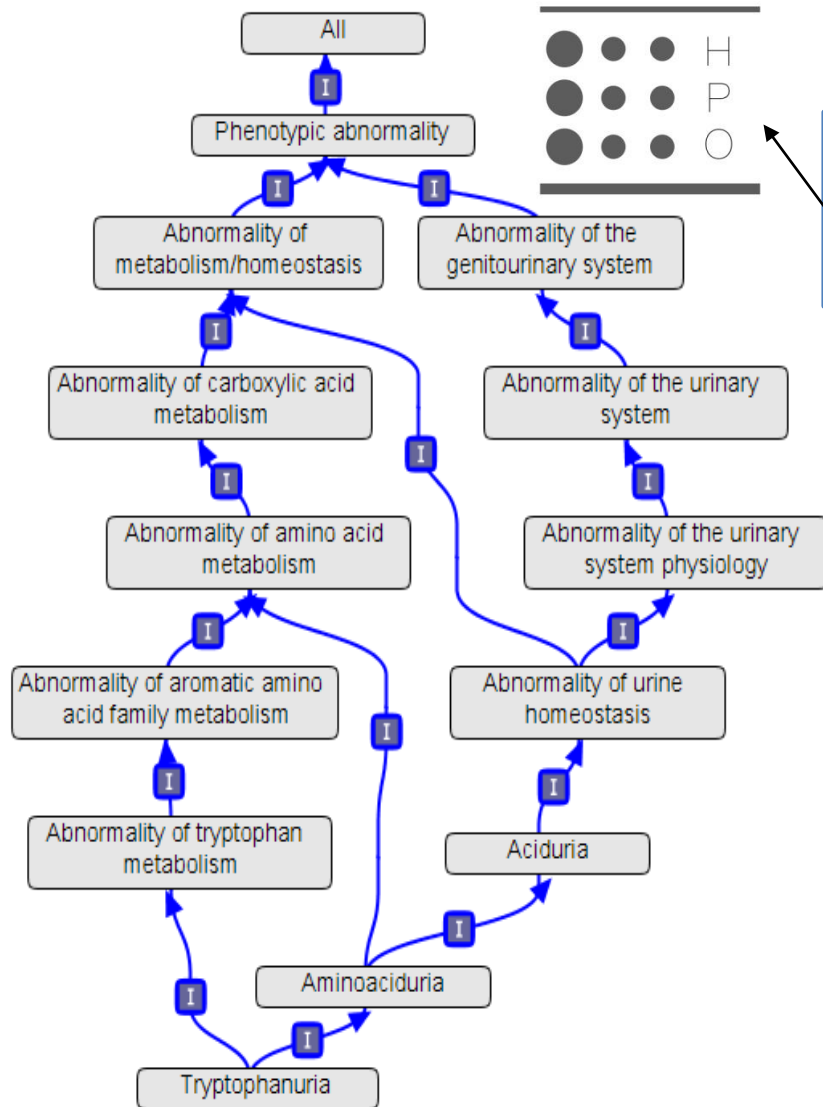 All
H
P
O
I
Phenotypic abnormality
I
I
Abnormality of
metabolism/homeostasis
Abnormality of the
genitourinary system
I
I
Abnormality of carboxylic acid
metabolism
Abnormality of the urinary
system
I
I
I
Abnormality of amino acid
metabolism
Abnormality of the urinary
system physiology
I
I
Abnormality of aromatic amino
acid family metabolism
Abnormality of urine
homeostasis
I
I
I
Abnormality of tryptophan
metabolism
Aciduria
I
Aminoaciduria
I
I
Tryptophanuria